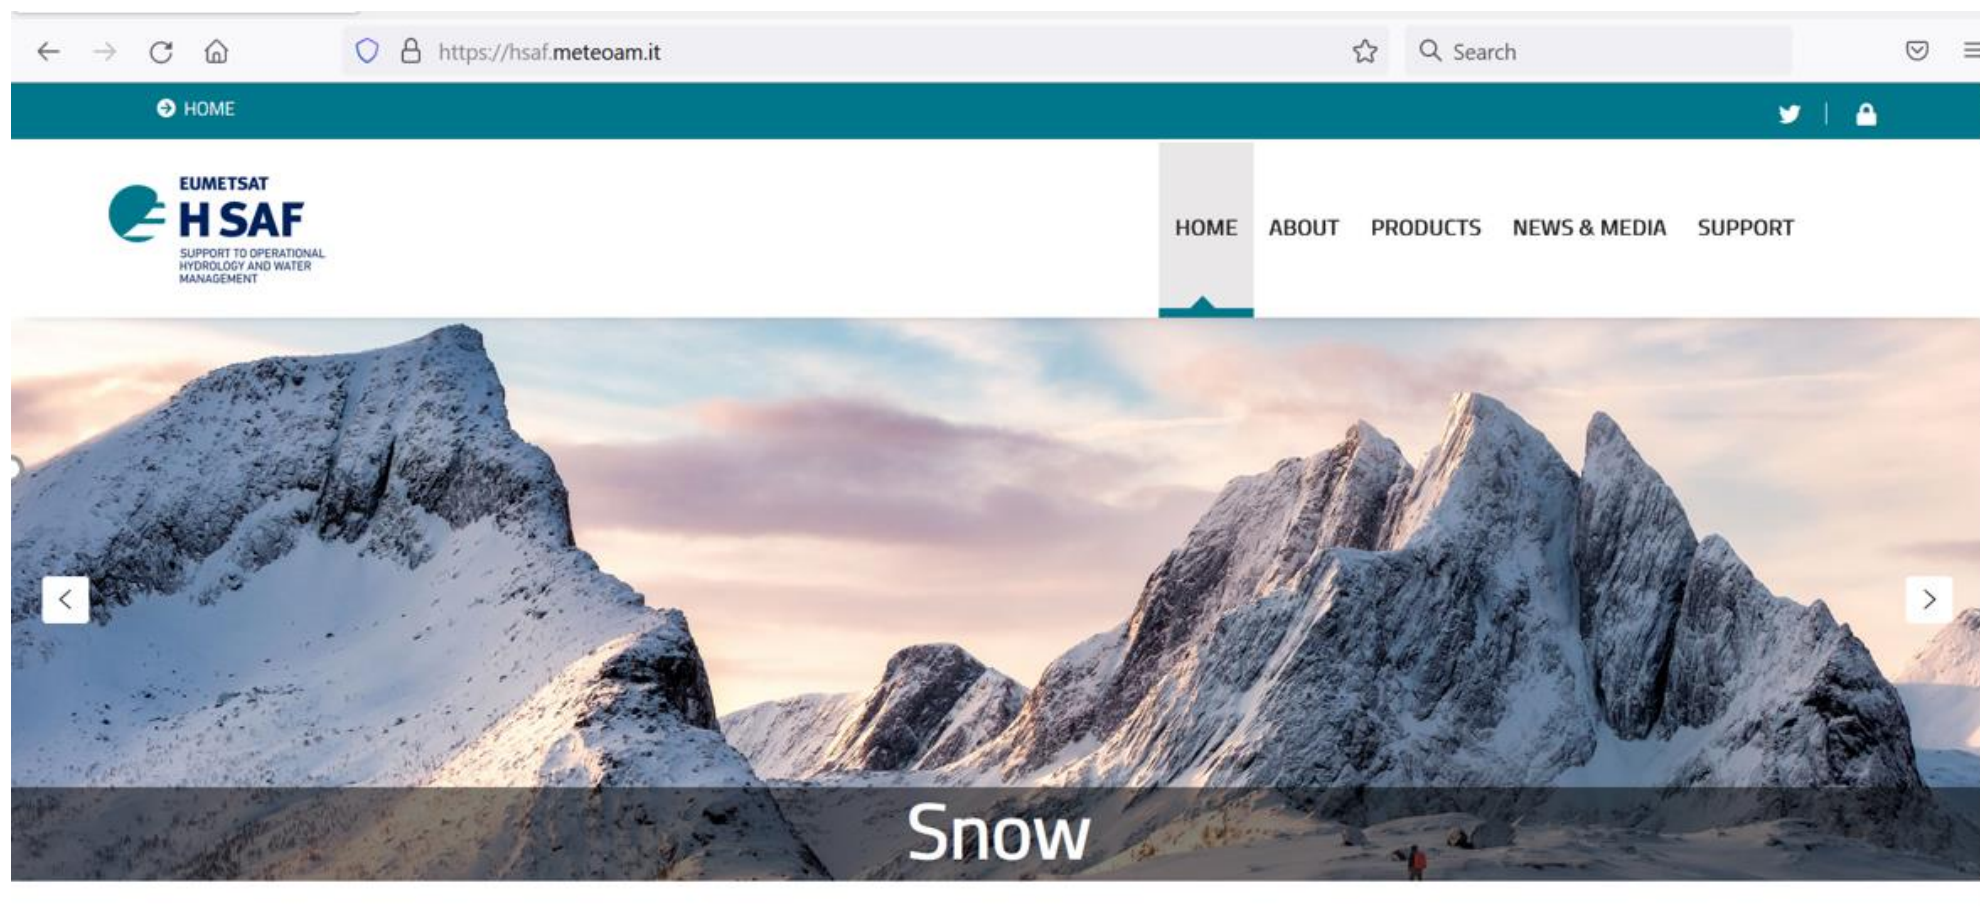 https://hsaf.meteoam.it
Search
HOME
EUMETSAT
H SAF
SUPPORT TO OPERATIONAL
HYDROLOGY AND WATER
MANAGEMENT
HOME ABOUT PRODUCTS NEWS & MEDIA SUPPORT
Snow